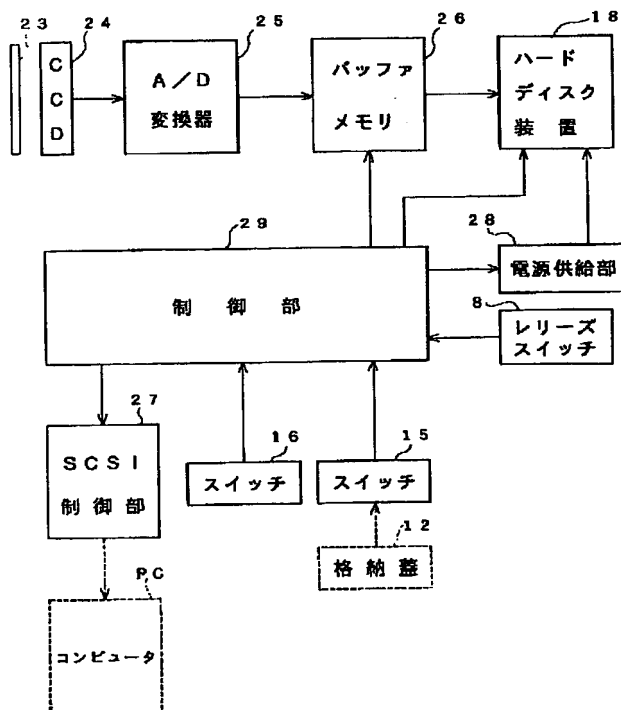 23
24
25
26
18
C
C
D
A/D
変換器
バッファ
メモリ
ハード
ディスク
装置
29
28
制御部
電源供給部
8
レリーズ
スイッチ
27
16
15
SCSI
制御部
スイッチ
スイッチ
12
格納蓋
PC
コンピュータ